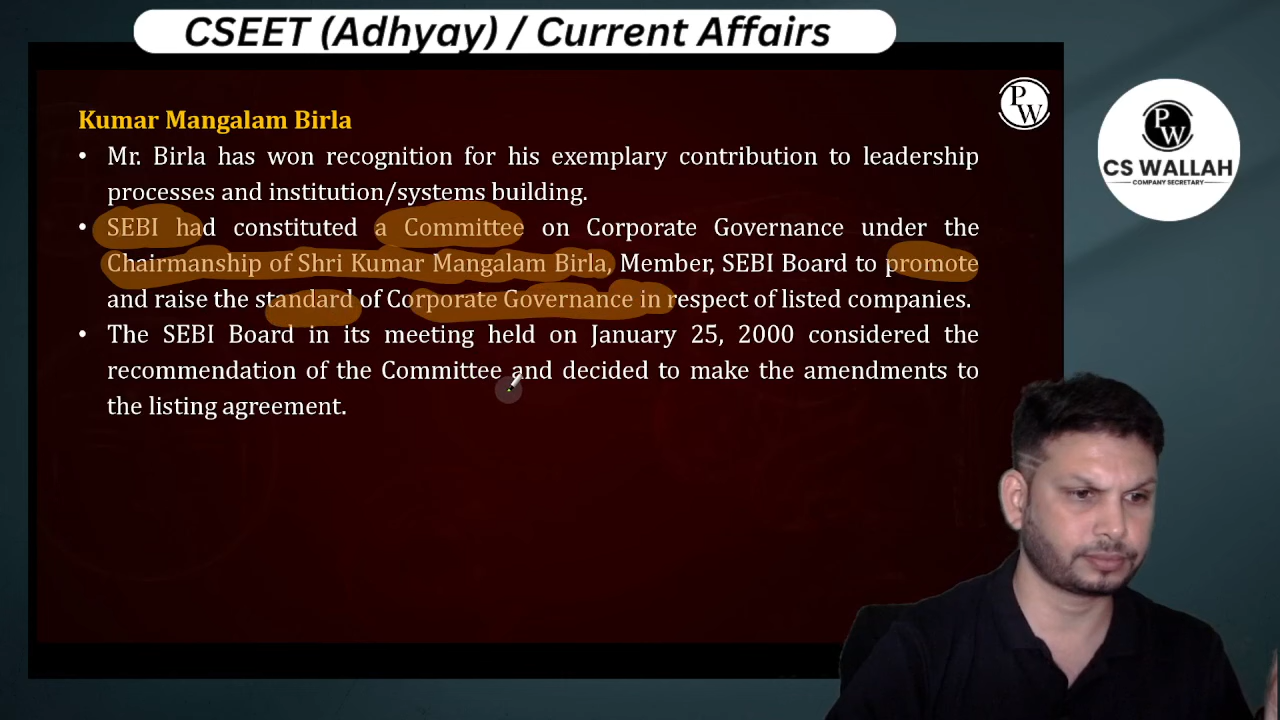 CSEET (Adhyay) / Current Affairs
Kumar Mangalam Birla
• Mr. Birla has won recognition for his exemplary contribution to leadership
processes and institution/systems building.
• SEBI had constituted a Committee on Corporate Governance under the
Chairmanship of Shri Kumar Mangalam Birla, Member, SEBI Board to promote
and raise the standard of Corporate Governance in respect of listed companies.
• The SEBI Board in its meeting held on January 25, 2000 considered the
recommendation of the Committee and decided to make the amendments to
the listing agreement.
PW
PW
CS WALLAH
COMPANY SECRETARY